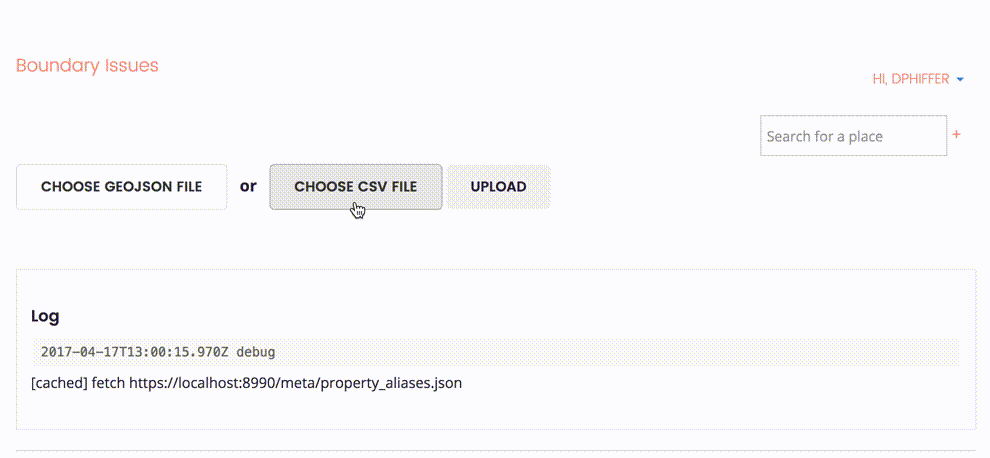 Boundary Issues
HI, DPHIFFER
Search for a place +
CHOOSE GEOJSON FILE or CHOOSE CSV FILE UPLOAD
Log
2017-04-17T13:00:15.970Z debug
[cached] fetch https://localhost:8990/meta/property_aliases.json